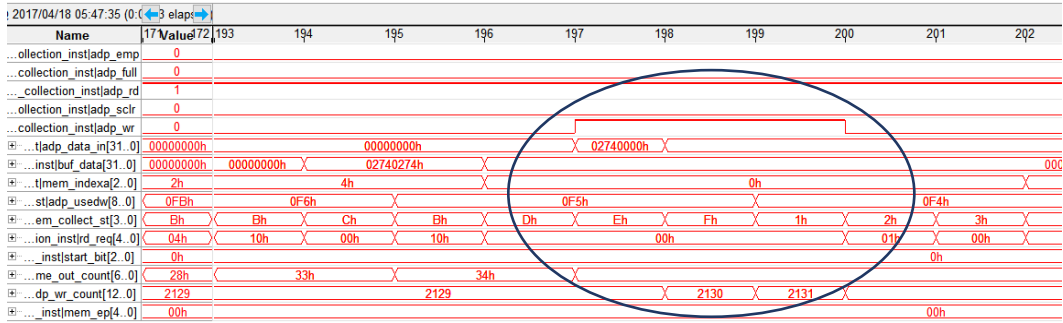 2017/04/18 05:47:35 (0:0 3 elaps
Name 171Value172 193 194 195 196 197 198 199 200 201 202
...ollection_inst|adp_emp 0
...collection_inst|adp_full 0
..._collection_inst|adp_rd 1
...ollection_inst|adp_sclr 0
...collection_inst|adp_wr 0
...t|adp_data_in[31..0] 00000000h 00000000h 02740000h
...inst|buf_data[31..0] 00000000h 00000000h 02740274h 000
...t|mem_indexa[2..0] 2h 4h 0h
...st|adp_usedw[8..0] 0FBh 0F6h 0F5h 0F4h
...em_collect_st[3..0] Bh Bh Ch Bh Dh Eh Fh 1h 2h 3h
...ion_inst|rd_req[4..0] 04h 10h 00h 10h 00h 01h 00h
..._inst|start_bit[2..0] 0h 0h
...me_out_count[6..0] 28h 33h 34h
...dp_wr_count[12..0] 2129 2129 2130 2131
..._inst|mem_ep[4..0] 00h 00h